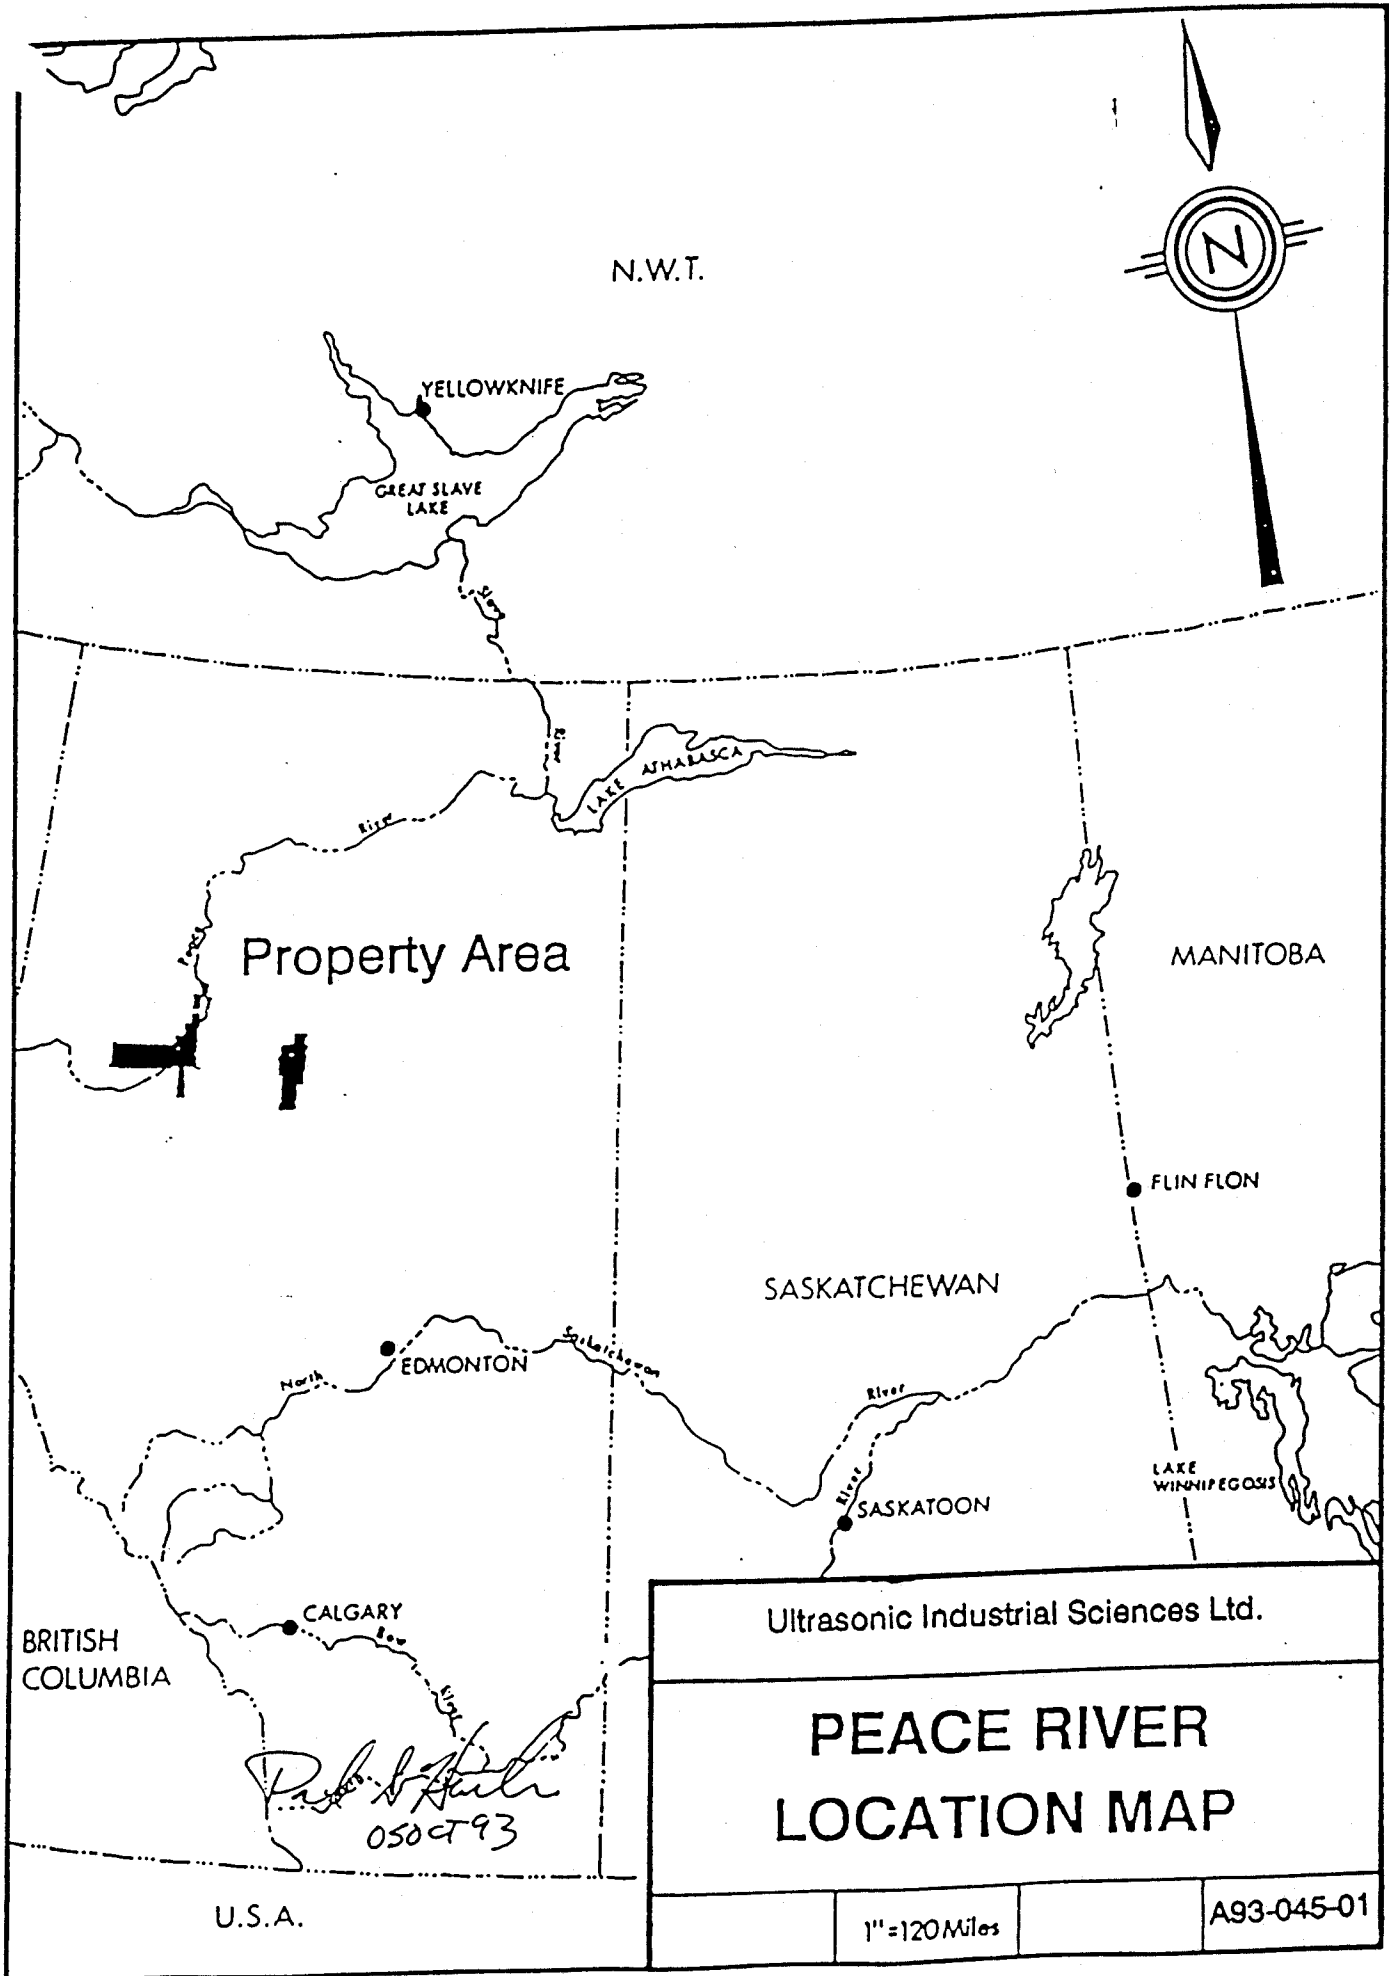 N
N.W.T.
YELLOWKNIFE
GREAT SLAVE
LAKE
Slave
River
LAKE ATHABASCA
River
Peace
Property Area
MANITOBA
FLIN FLON
SASKATCHEWAN
EDMONTON
North
Saskatchewan
River
River
SASKATOON
LAKE
WINNIPEGOSIS
CALGARY
Bow
River
BRITISH
COLUMBIA
05OCT93
U.S.A.
Ultrasonic Industrial Sciences Ltd.
PEACE RIVER
LOCATION MAP
1"=120 Miles
A93-045-01